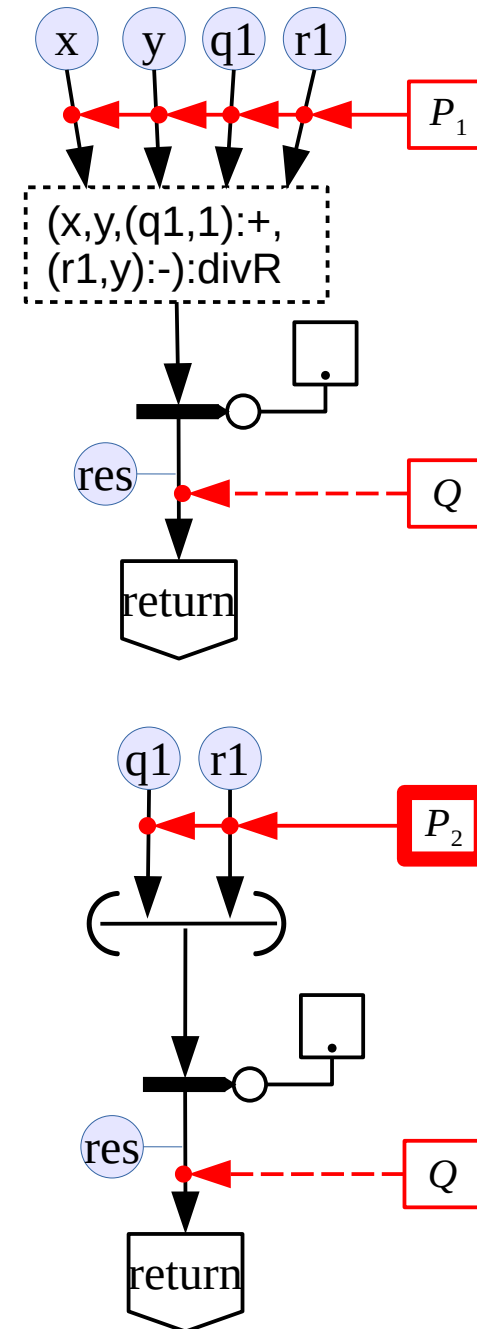 x y q1 r1
P1
(x,y,(q1,1):+,
(r1,y):-):divR
res
Q
return
q1 r1
P2
res
Q
return